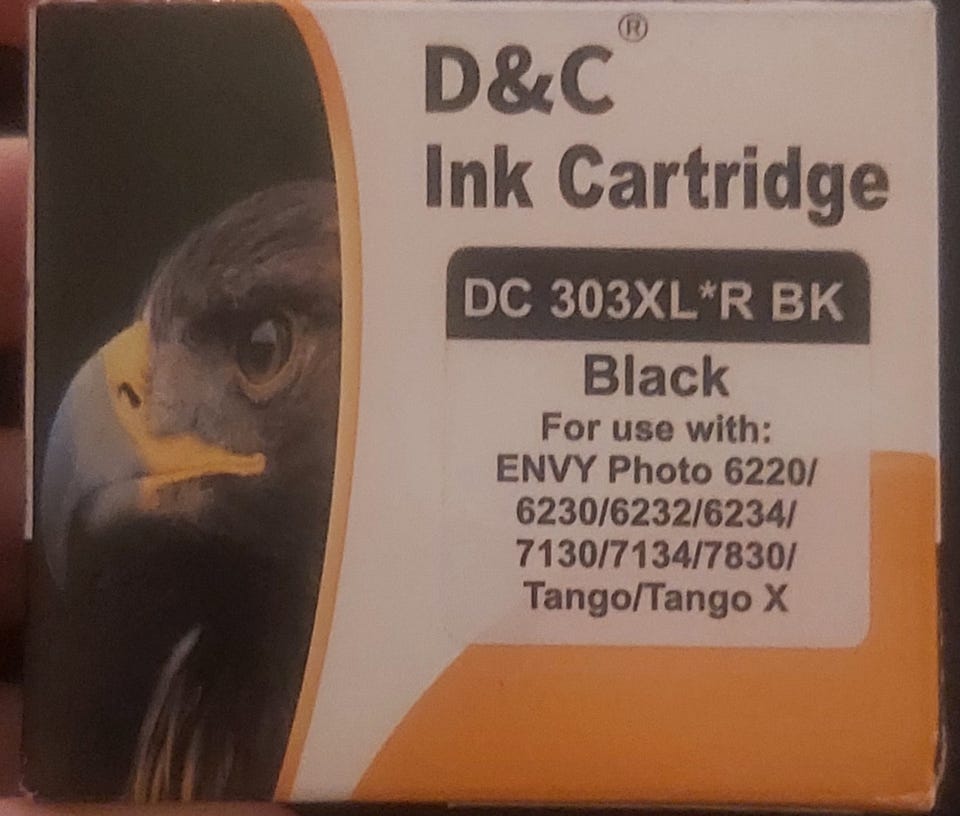 D&C®
Ink Cartridge
DC 303XL*R BK
Black
For use with:
ENVY Photo 6220/
6230/6232/6234/
7130/7134/7830/
Tango/Tango X